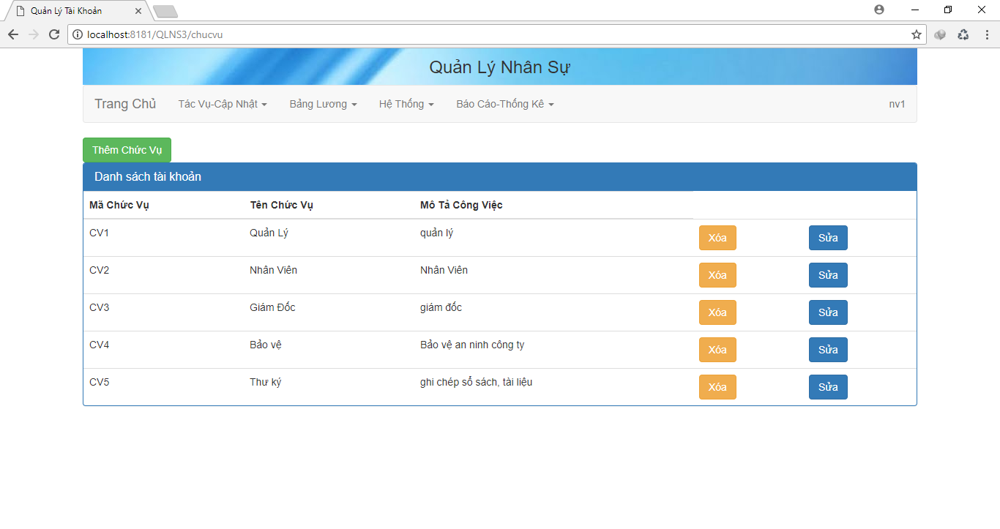 Quản Lý Tài Khoản
localhost:8181/QLNS3/chucvu
Quản Lý Nhân Sự
Trang Chủ Tác Vụ-Cập Nhật Bảng Lương Hệ Thống Báo Cáo-Thống Kê nv1
Thêm Chức Vụ
Danh sách tài khoản
Mã Chức Vụ Tên Chức Vụ Mô Tả Công Việc
CV1 Quản Lý quản lý Xóa Sửa
CV2 Nhân Viên Nhân Viên Xóa Sửa
CV3 Giám Đốc giám đốc Xóa Sửa
CV4 Bảo vệ Bảo vệ an ninh công ty Xóa Sửa
CV5 Thư ký ghi chép sổ sách, tài liệu Xóa Sửa